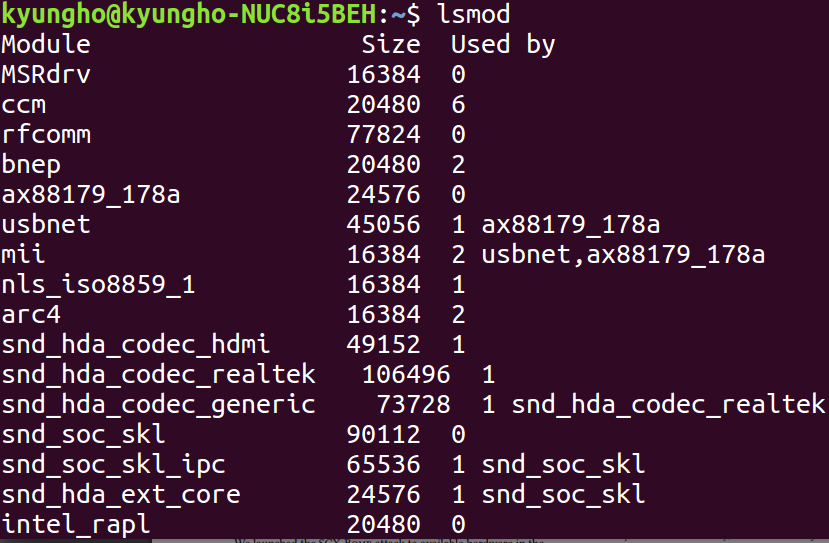 kyungho@kyungho-NUC8i5BEH:~$ lsmod
Module                  Size  Used by
MSRdrv                 16384  0
ccm                    20480  6
rfcomm                 77824  0
bnep                   20480  2
ax88179_178a           24576  0
usbnet                 45056  1 ax88179_178a
mii                    16384  2 usbnet,ax88179_178a
nls_iso8859_1          16384  1
arc4                   16384  2
snd_hda_codec_hdmi     49152  1
snd_hda_codec_realtek   106496  1
snd_hda_codec_generic    73728  1 snd_hda_codec_realtek
snd_soc_skl            90112  0
snd_soc_skl_ipc        65536  1 snd_soc_skl
snd_hda_ext_core       24576  1 snd_soc_skl
intel_rapl             20480  0